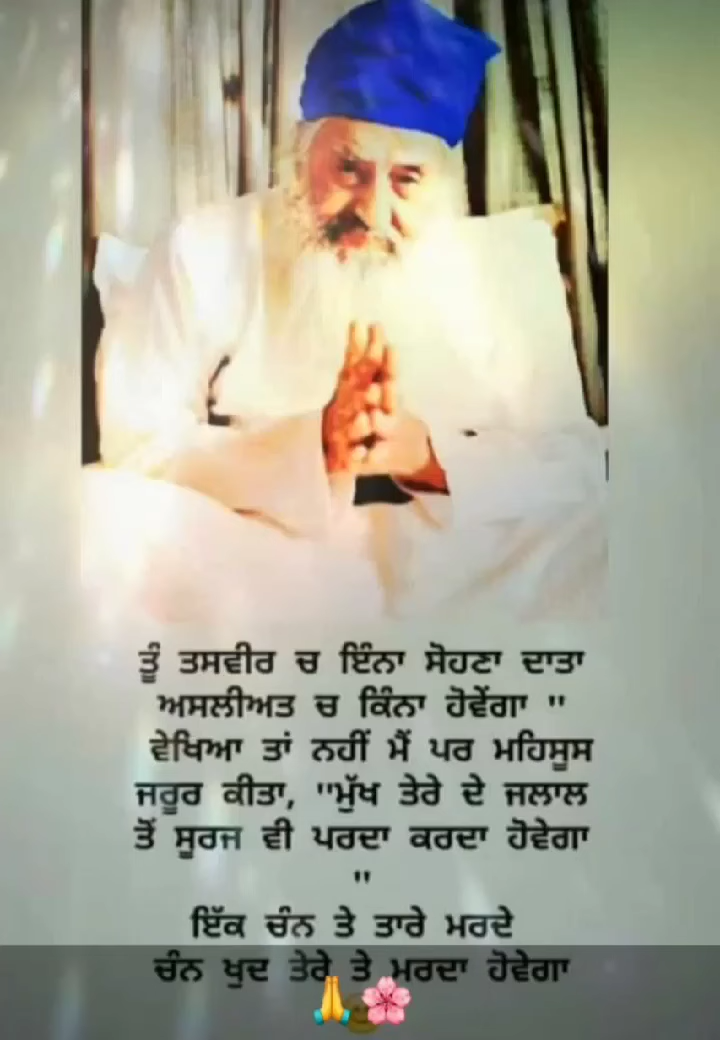 ਤੂੰ ਤਸਵੀਰ ਚ ਇੰਨਾ ਸੋਹਣਾ ਦਾਤਾ
ਅਸਲੀਅਤ ਚ ਕਿੰਨਾ ਹੋਵੇਂਗਾ "
ਵੇਖਿਆ ਤਾਂ ਨਹੀਂ ਮੈਂ ਪਰ ਮਹਿਸੂਸ
ਜਰੂਰ ਕੀਤਾ, "ਮੁੱਖ ਤੇਰੇ ਦੇ ਜਲਾਲ
ਤੋਂ ਸੂਰਜ ਵੀ ਪਰਦਾ ਕਰਦਾ ਹੋਵੇਗਾ
"
ਇੱਕ ਚੰਨ ਤੇ ਤਾਰੇ ਮਰਦੇ
ਚੰਨ ਖੁਦ ਤੇਰੇ ਤੇ ਮਰਦਾ ਹੋਵੇਗਾ